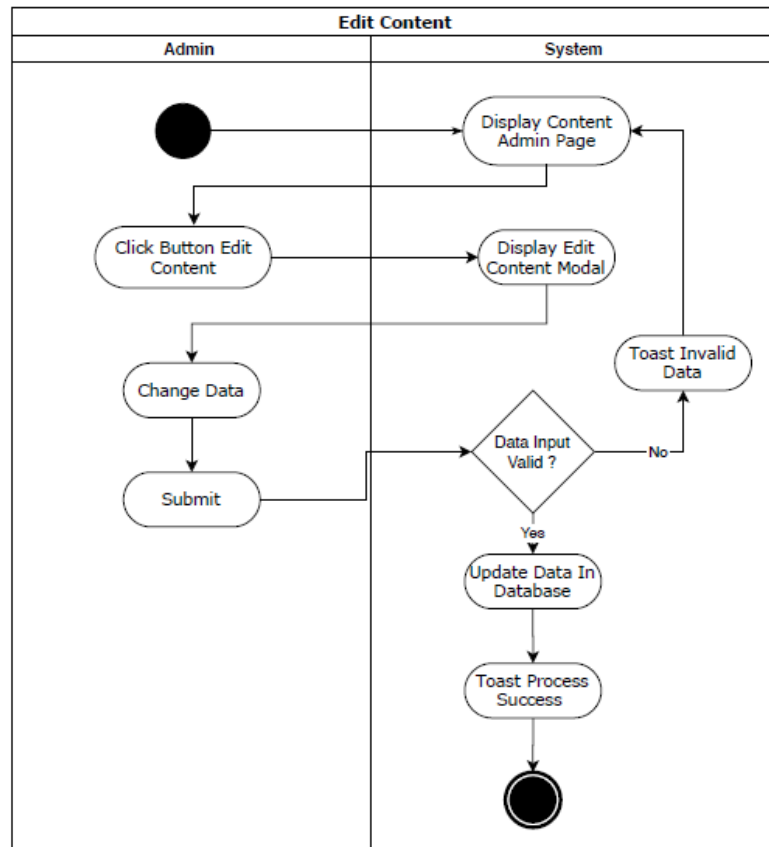 Edit Content
Admin
System
Display Content
Admin Page
Click Button Edit
Content
Display Edit
Content Modal
Toast Invalid
Data
Change Data
Data Input
Valid ?
No
Submit
Yes
Update Data In
Database
Toast Process
Success